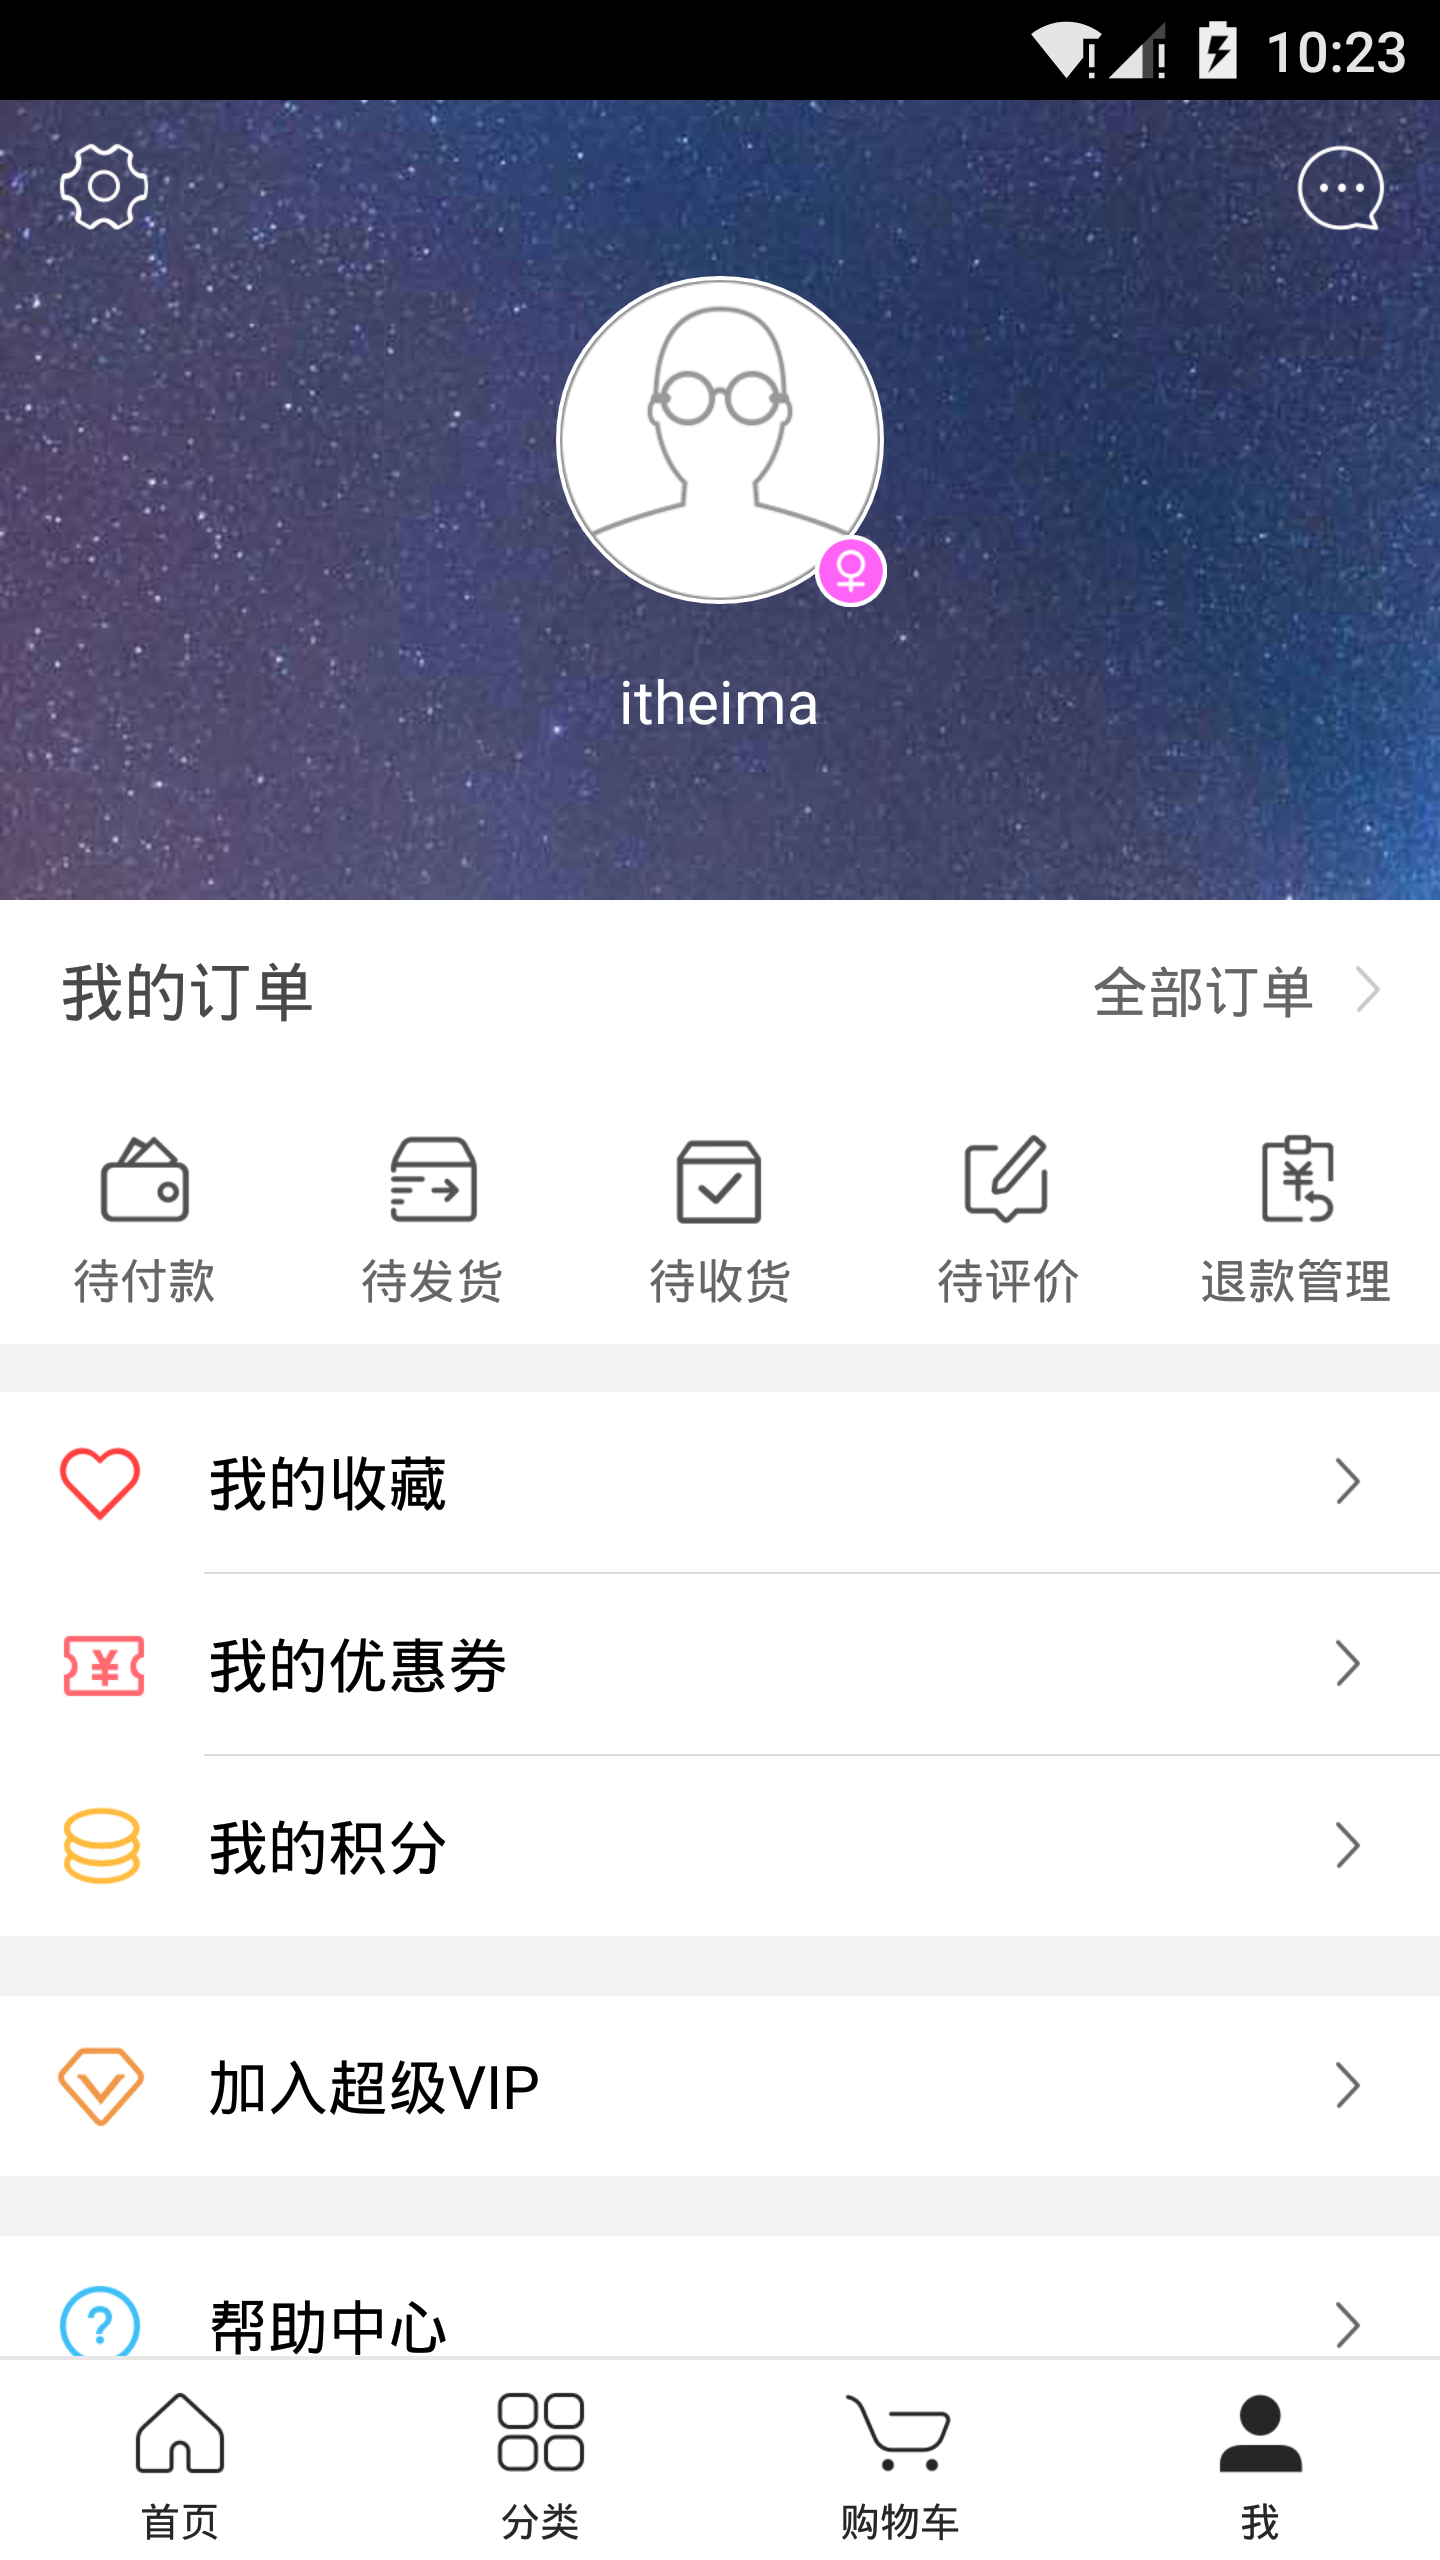 10:23
itheima
我的订单
全部订单
待付款 待发货 待收货 待评价 退款管理
我的收藏
我的优惠券
我的积分
加入超级VIP
帮助中心
首页 分类 购物车 我